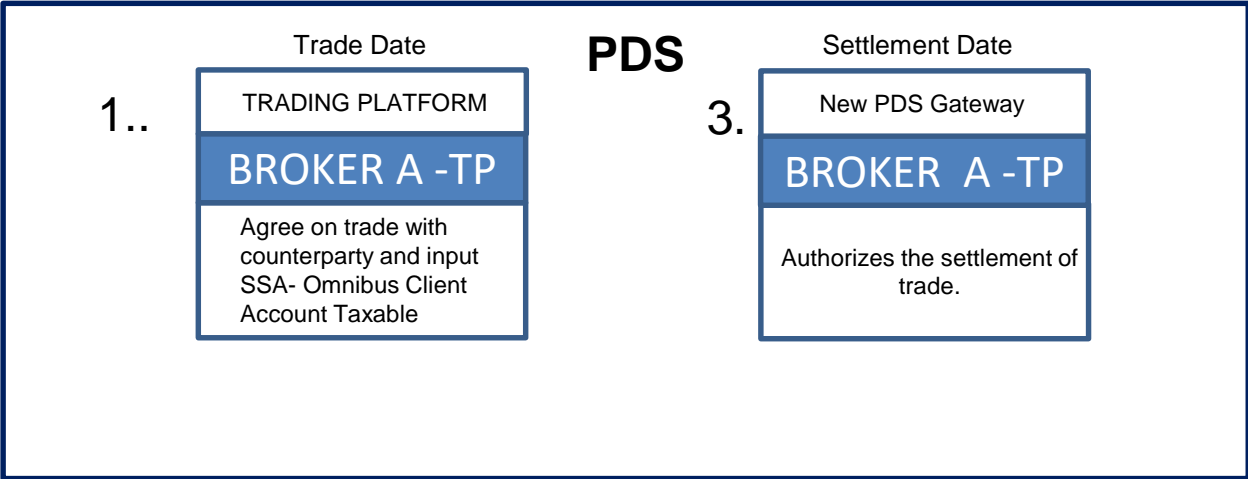 PDS
Trade Date
1..
TRADING PLATFORM
BROKER A -TP
Agree on trade with
counterparty and input
SSA- Omnibus Client
Account Taxable
Settlement Date
3.
New PDS Gateway
BROKER A -TP
Authorizes the settlement of
trade.